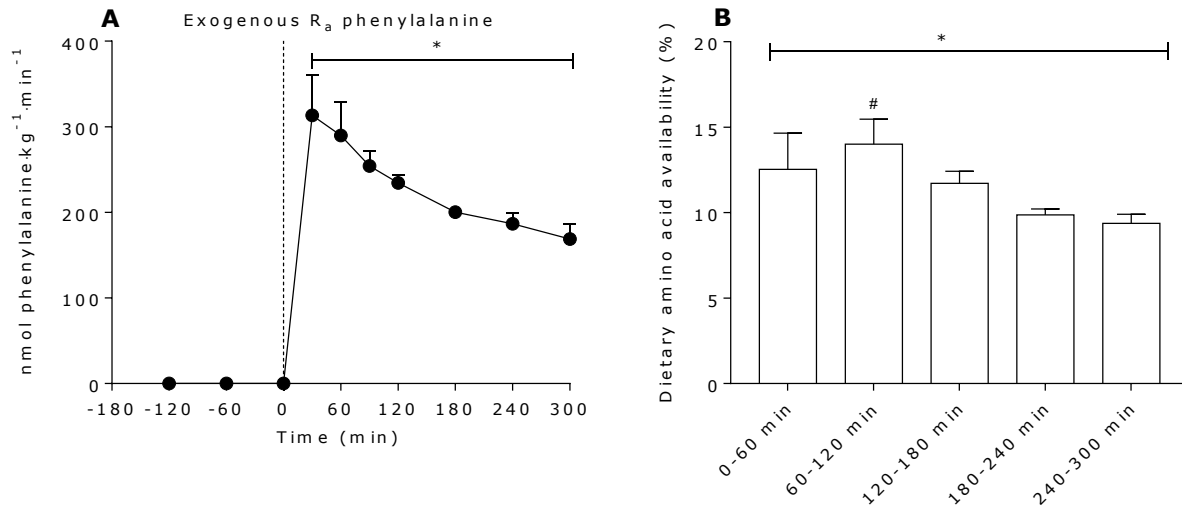 A
Exogenous Ra phenylalanine
*
nmol phenylalanine·kg-1·min-1
400
300
200
100
0
-180 -120 -60 0 60 120 180 240 300
Time (min)
B
*
#
Dietary amino acid availability (%)
20
15
10
5
0
0-60 min
60-120 min
120-180 min
180-240 min
240-300 min